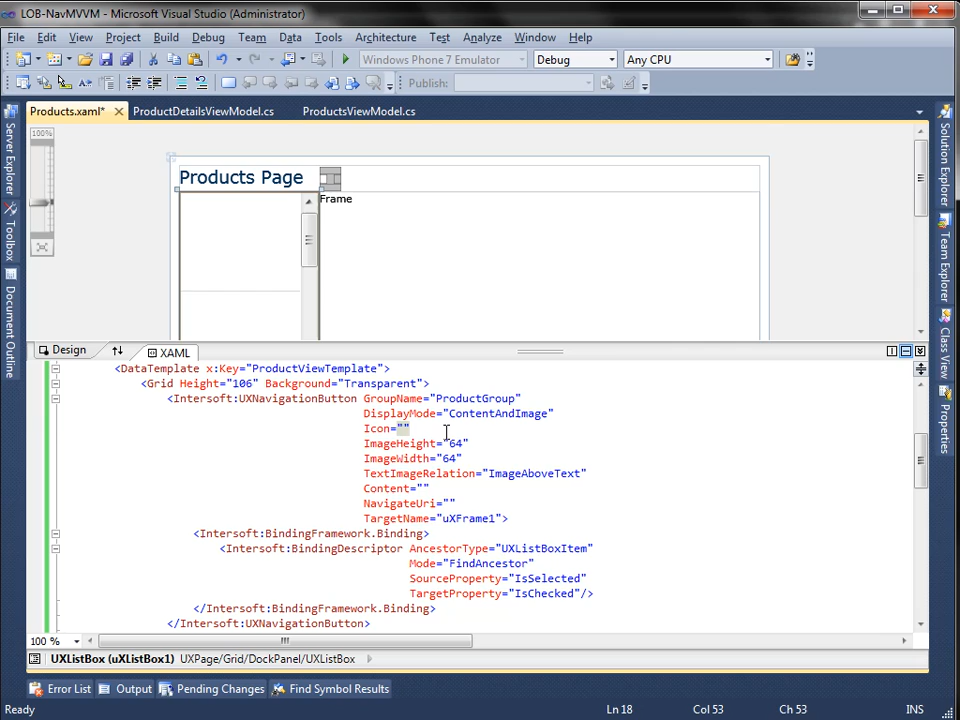 LOB-NavMVVM - Microsoft Visual Studio (Administrator)
File Edit View Project Build Debug Team Data Tools Architecture Test Analyze Window Help
Windows Phone 7 Emulator Debug Any CPU
Publish:
Products.xaml* ProductDetailsViewModel.cs ProductsViewModel.cs
Server Explorer
Toolbox
Document Outline
100%
Products Page
Frame
Solution Explorer
Team Explorer
Class View
Properties
Design XAML
<DataTemplate x:Key="ProductViewTemplate">
<Grid Height="106" Background="Transparent">
<Intersoft:UXNavigationButton GroupName="ProductGroup"
DisplayMode="ContentAndImage"
Icon=""
ImageHeight="64"
ImageWidth="64"
TextImageRelation="ImageAboveText"
Content=""
NavigateUri=""
TargetName="uXFrame1">
<Intersoft:BindingFramework.Binding>
<Intersoft:BindingDescriptor AncestorType="UXListBoxItem"
Mode="FindAncestor"
SourceProperty="IsSelected"
TargetProperty="IsChecked"/>
</Intersoft:BindingFramework.Binding>
</Intersoft:UXNavigationButton>
100 %
UXListBox (uXListBox1) UXPage/Grid/DockPanel/UXListBox
Error List Output Pending Changes Find Symbol Results
Ready Ln 18 Col 53 Ch 53 INS